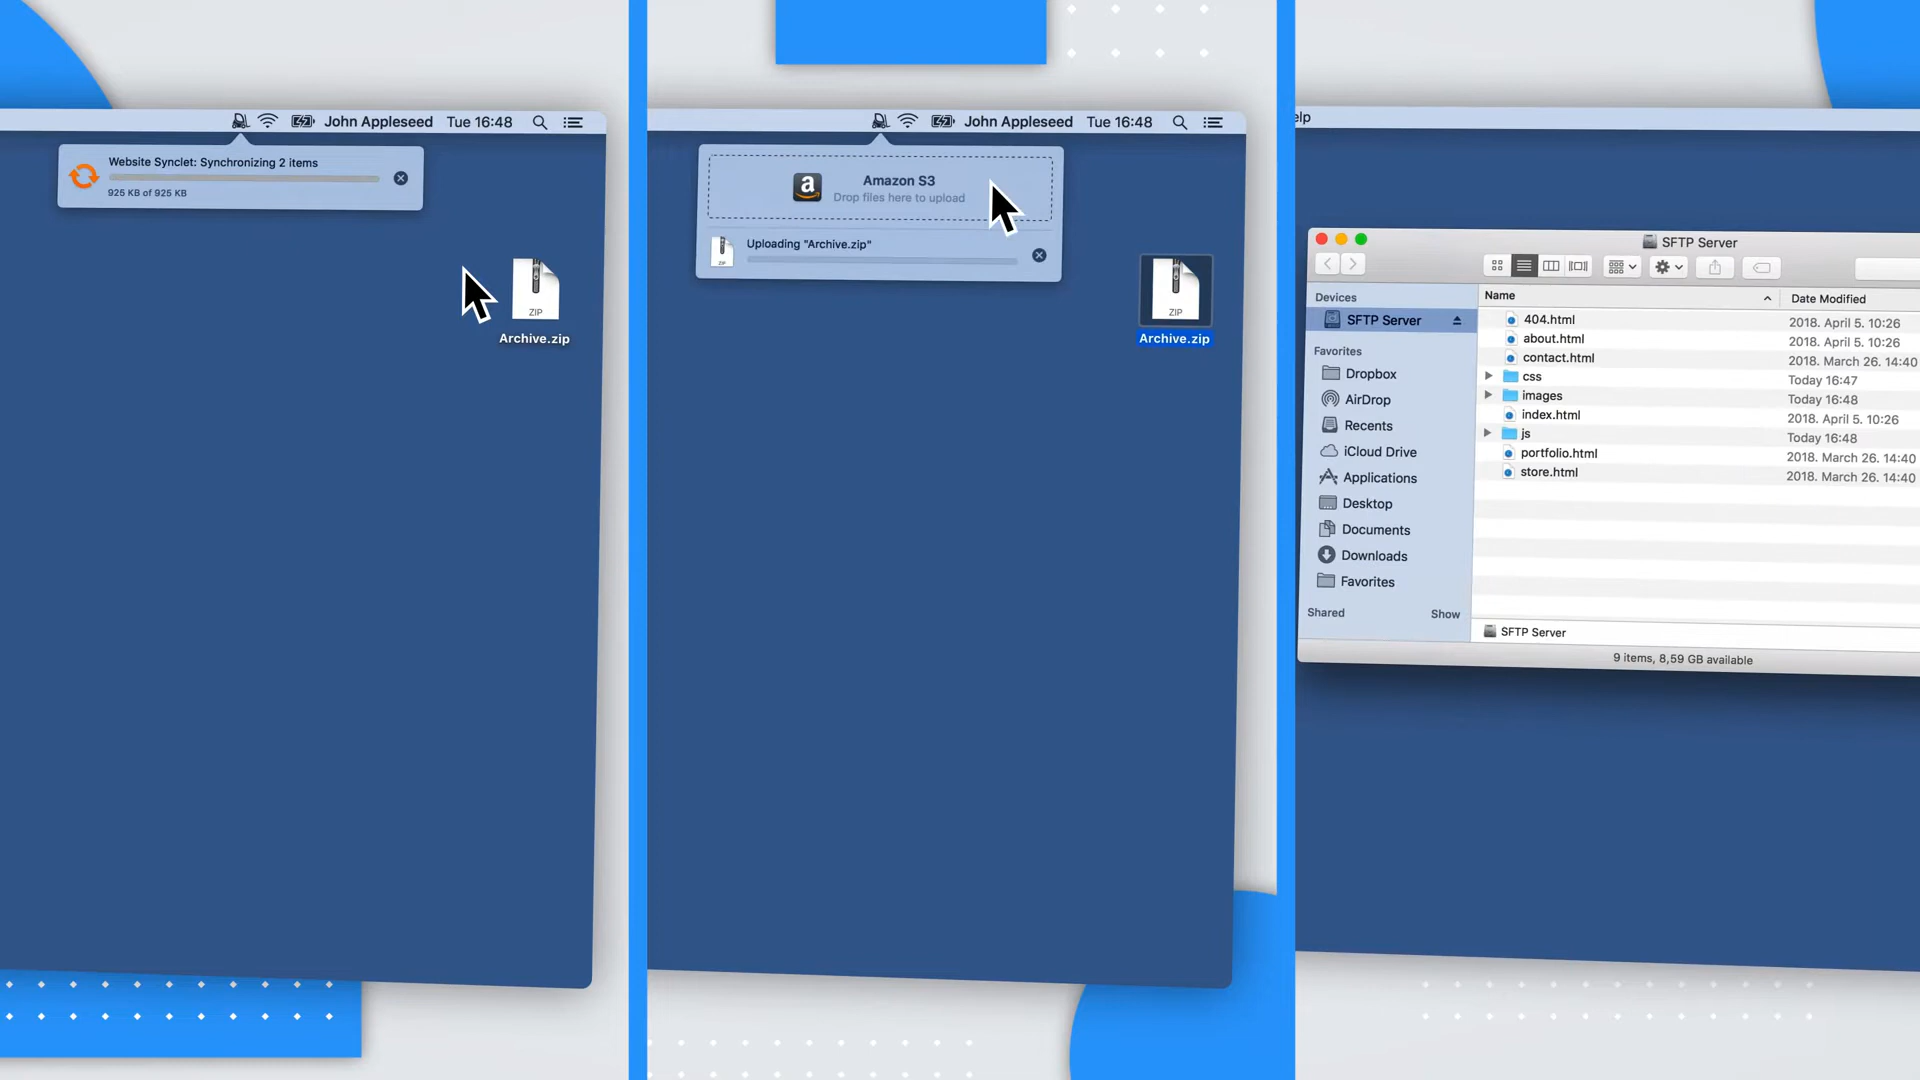 John Appleseed Tue 16:48
Website Synclet: Synchronizing 2 items
925 KB of 925 KB
ZIP
Archive.zip
John Appleseed Tue 16:48
Amazon S3
Drop files here to upload
Uploading "Archive.zip"
ZIP
ZIP
Archive.zip
elp
SFTP Server
Devices
SFTP Server
Favorites
Dropbox
AirDrop
Recents
iCloud Drive
Applications
Desktop
Documents
Downloads
Favorites
Shared Show
Name Date Modified
404.html 2018. April 5. 10:26
about.html 2018. April 5. 10:26
contact.html 2018. March 26. 14:40
css Today 16:47
images Today 16:48
index.html 2018. April 5. 10:26
js Today 16:48
portfolio.html 2018. March 26. 14:40
store.html 2018. March 26. 14:40
SFTP Server
9 items, 8,59 GB available